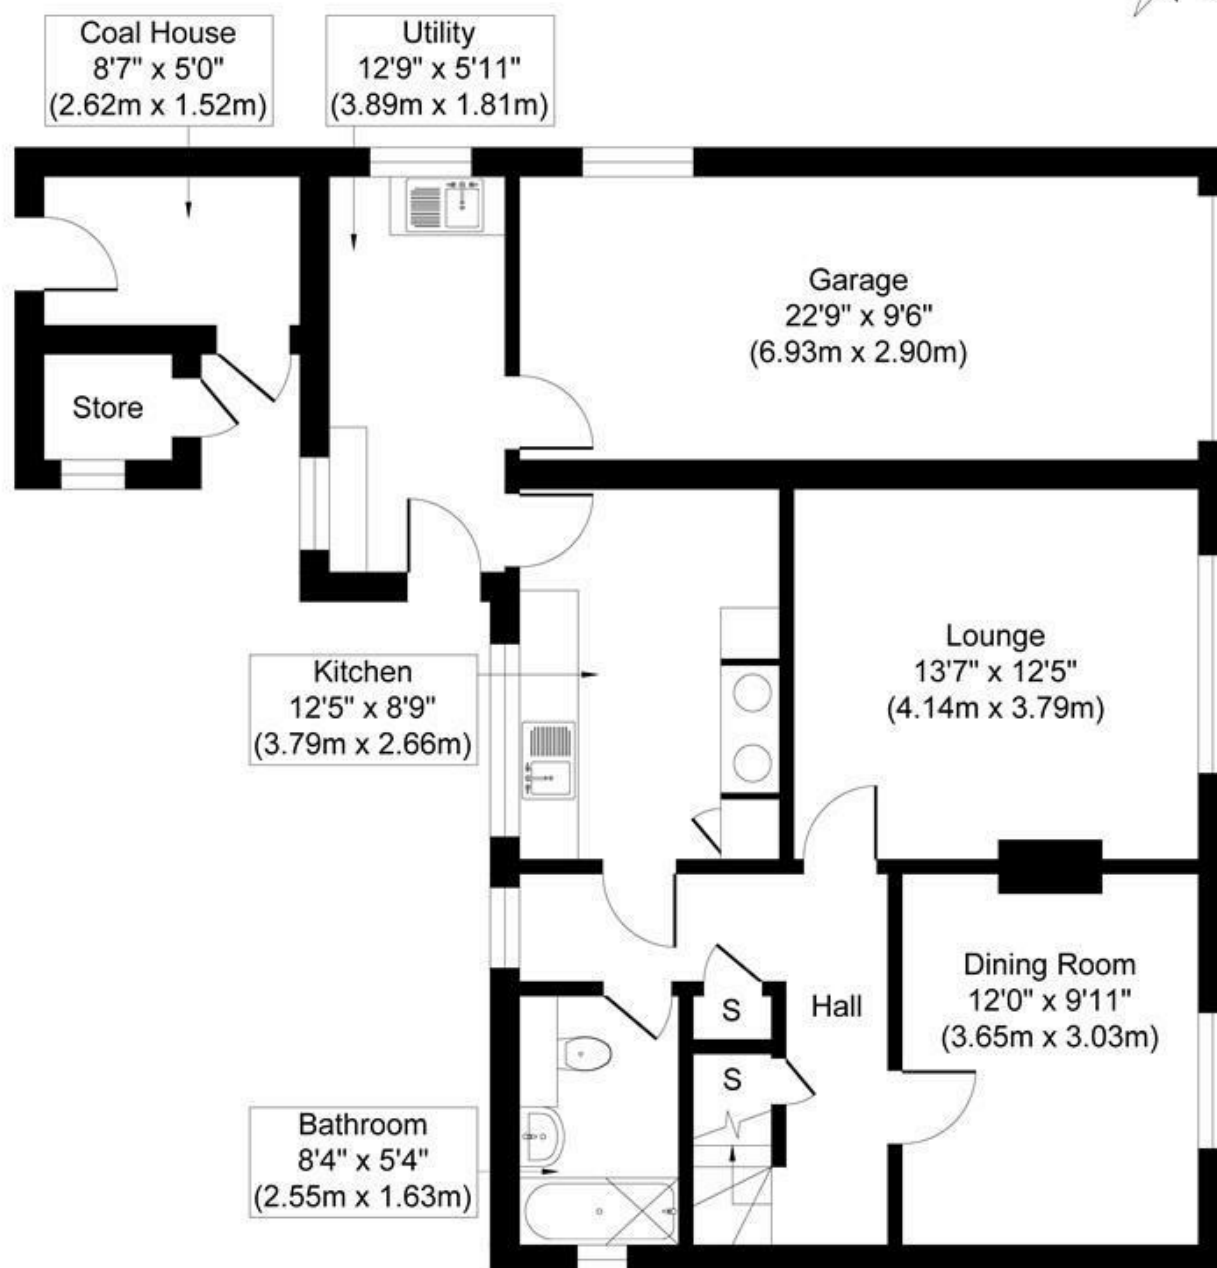 Coal House
8'7" x 5'0"
(2.62m x 1.52m)
Utility
12'9" x 5'11"
(3.89m x 1.81m)
Garage
22'9" x 9'6"
(6.93m x 2.90m)
Store
Kitchen
12'5" x 8'9"
(3.79m x 2.66m)
Lounge
13'7" x 12'5"
(4.14m x 3.79m)
Dining Room
12'0" x 9'11"
(3.65m x 3.03m)
Hall
S
S
Bathroom
8'4" x 5'4"
(2.55m x 1.63m)